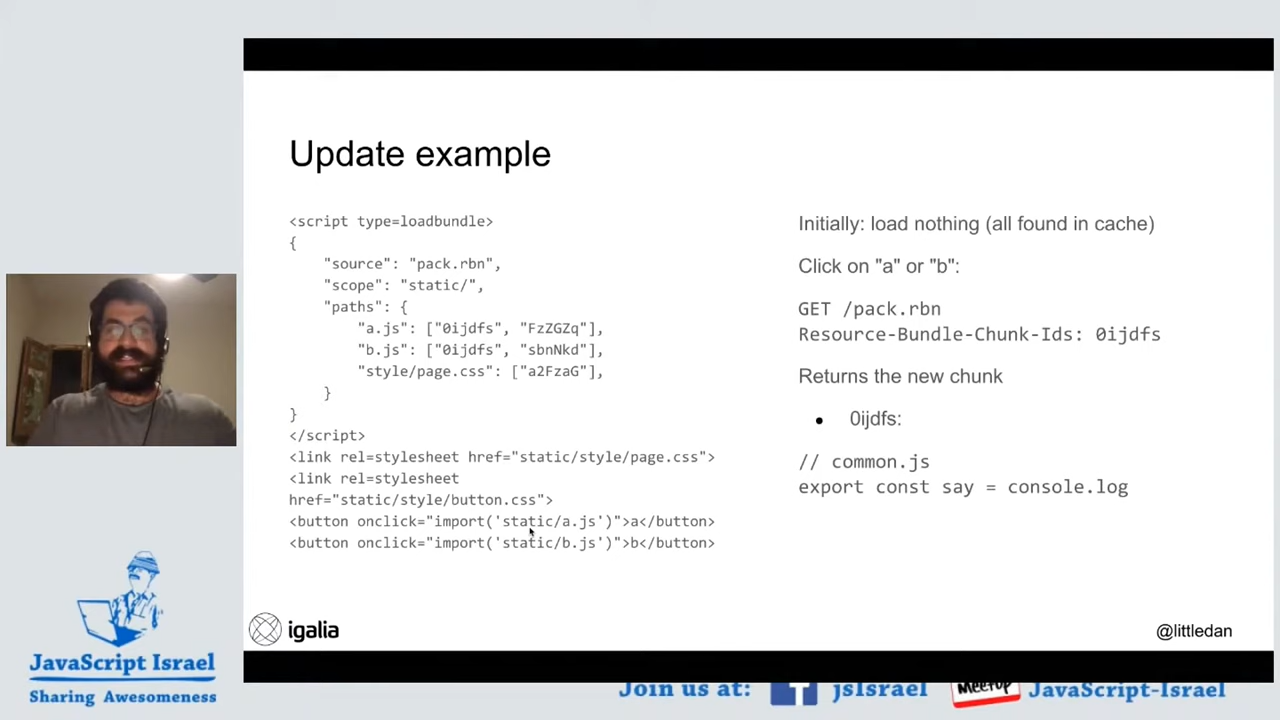 Update example
<script type=loadbundle>
{
"source": "pack.rbn",
"scope": "static/",
"paths": {
"a.js": ["0ijdfs", "FzZGZq"],
"b.js": ["0ijdfs", "sbnNkd"],
"style/page.css": ["a2FzaG"],
}
}
</script>
<link rel=stylesheet href="static/style/page.css">
<link rel=stylesheet
href="static/style/button.css">
<button onclick="import('static/a.js')">a</button>
<button onclick="import('static/b.js')">b</button>
Initially: load nothing (all found in cache)
Click on "a" or "b":
GET /pack.rbn
Resource-Bundle-Chunk-Ids: 0ijdfs
Returns the new chunk
● 0ijdfs:
// common.js
export const say = console.log
igalia
@littledan
JavaScript Israel
Sharing Awesomeness
Join us at: f jsIsrael Meetup JavaScript-Israel